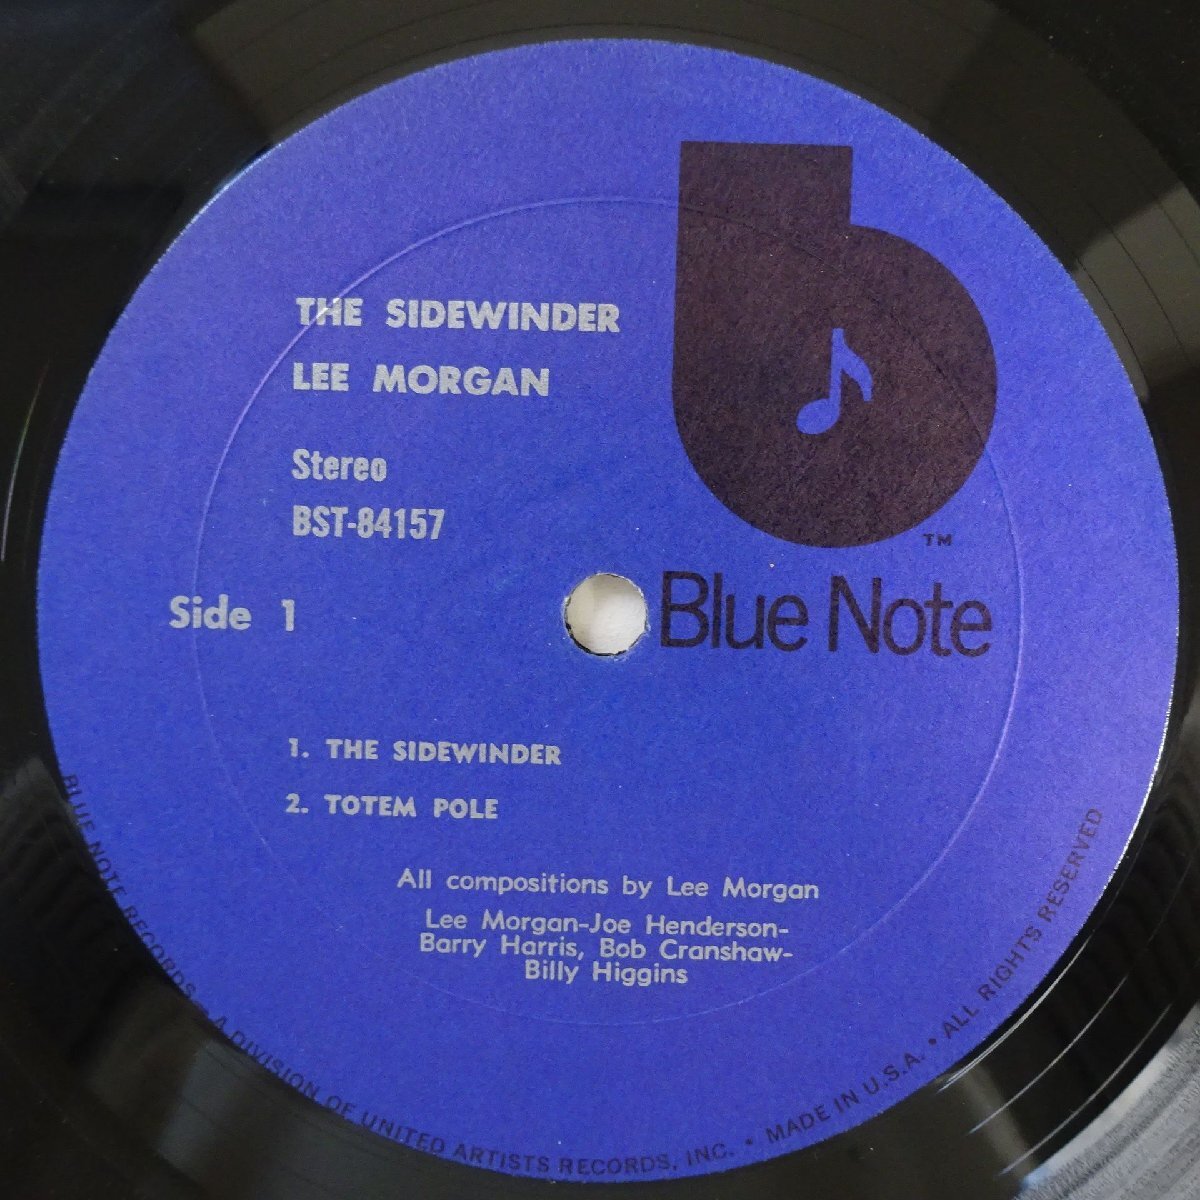 THE SIDEWINDER
LEE MORGAN
Stereo
BST-84157
Side 1
TM
Blue Note
1. THE SIDEWINDER
2. TOTEM POLE
All compositions by Lee Morgan
Lee Morgan-Joe Henderson-
Barry Harris, Bob Cranshaw-
Billy Higgins
BLUE NOTE RECORDS • A DIVISION OF UNITED ARTISTS RECORDS, INC. • MADE IN U.S.A. • ALL RIGHTS RESERVED